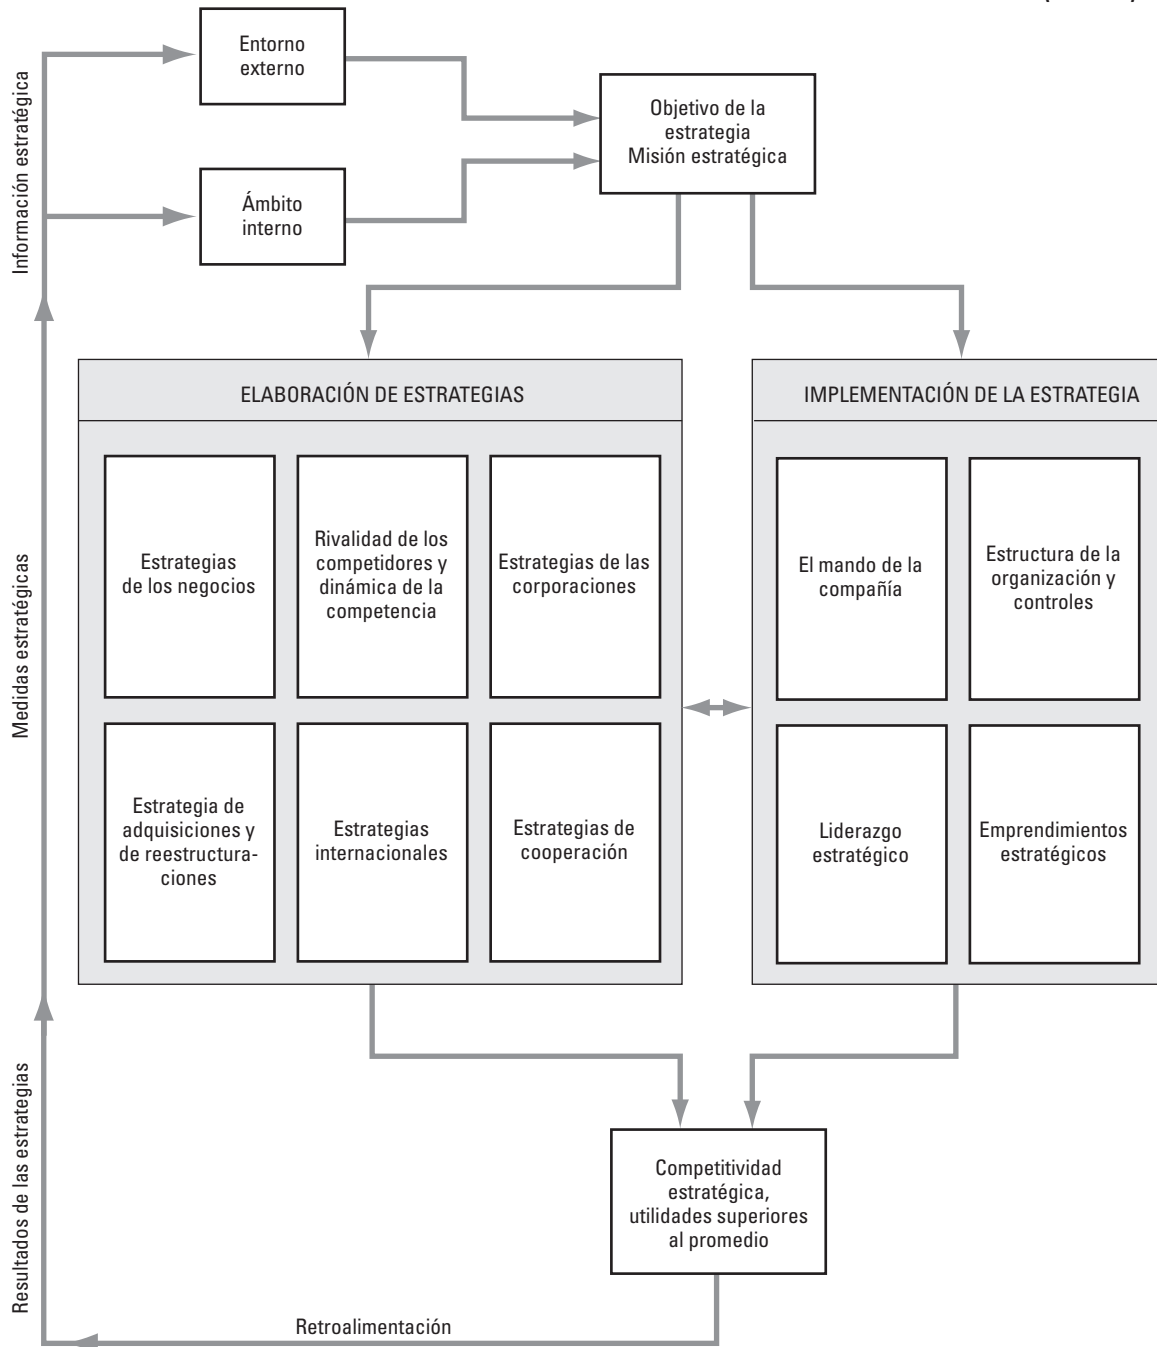 Entorno
externo
Objetivo de la
estrategia
Misión estratégica
Ámbito
interno
Información estratégica
ELABORACIÓN DE ESTRATEGIAS
Estrategias
de los negocios
Rivalidad de los
competidores y
dinámica de la
competencia
Estrategias de las
corporaciones
Estrategia de
adquisiciones y
de reestructura-
ciones
Estrategias
internacionales
Estrategias de
cooperación
IMPLEMENTACIÓN DE LA ESTRATEGIA
El mando de la
compañía
Estructura de la
organización y
controles
Liderazgo
estratégico
Emprendimientos
estratégicos
Medidas estratégicas
Competitividad
estratégica,
utilidades superiores
al promedio
Resultados de las estrategias
Retroalimentación